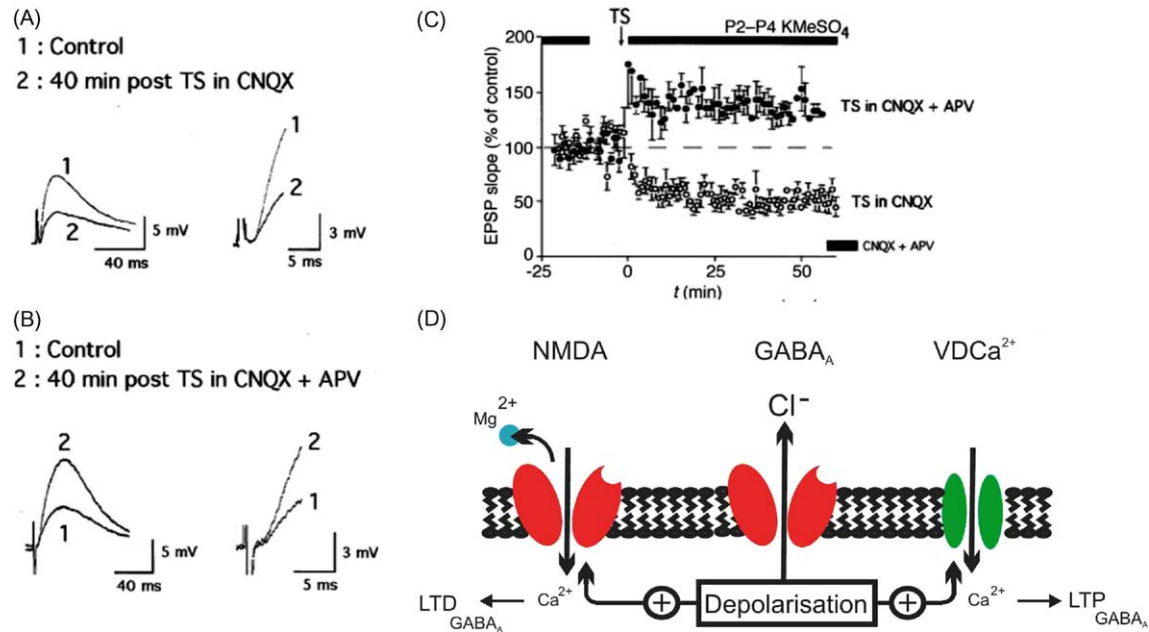 (A)
1 : Control
2 : 40 min post TS in CNQX
1
2
5 mV
40 ms
1
2
3 mV
5 ms
(B)
1 : Control
2 : 40 min post TS in CNQX + APV
2
1
5 mV
40 ms
2
1
3 mV
5 ms
(C)
TS
P2–P4 KMeSO4
EPSP slope (% of control)
200
150
100
50
0
TS in CNQX + APV
TS in CNQX
CNQX + APV
-25 0 25 50
t (min)
(D)
NMDA GABAA VDCa2+
Mg2+
Cl−
LTDGABAA Ca2+ + Depolarisation + Ca2+ LTPGABAA